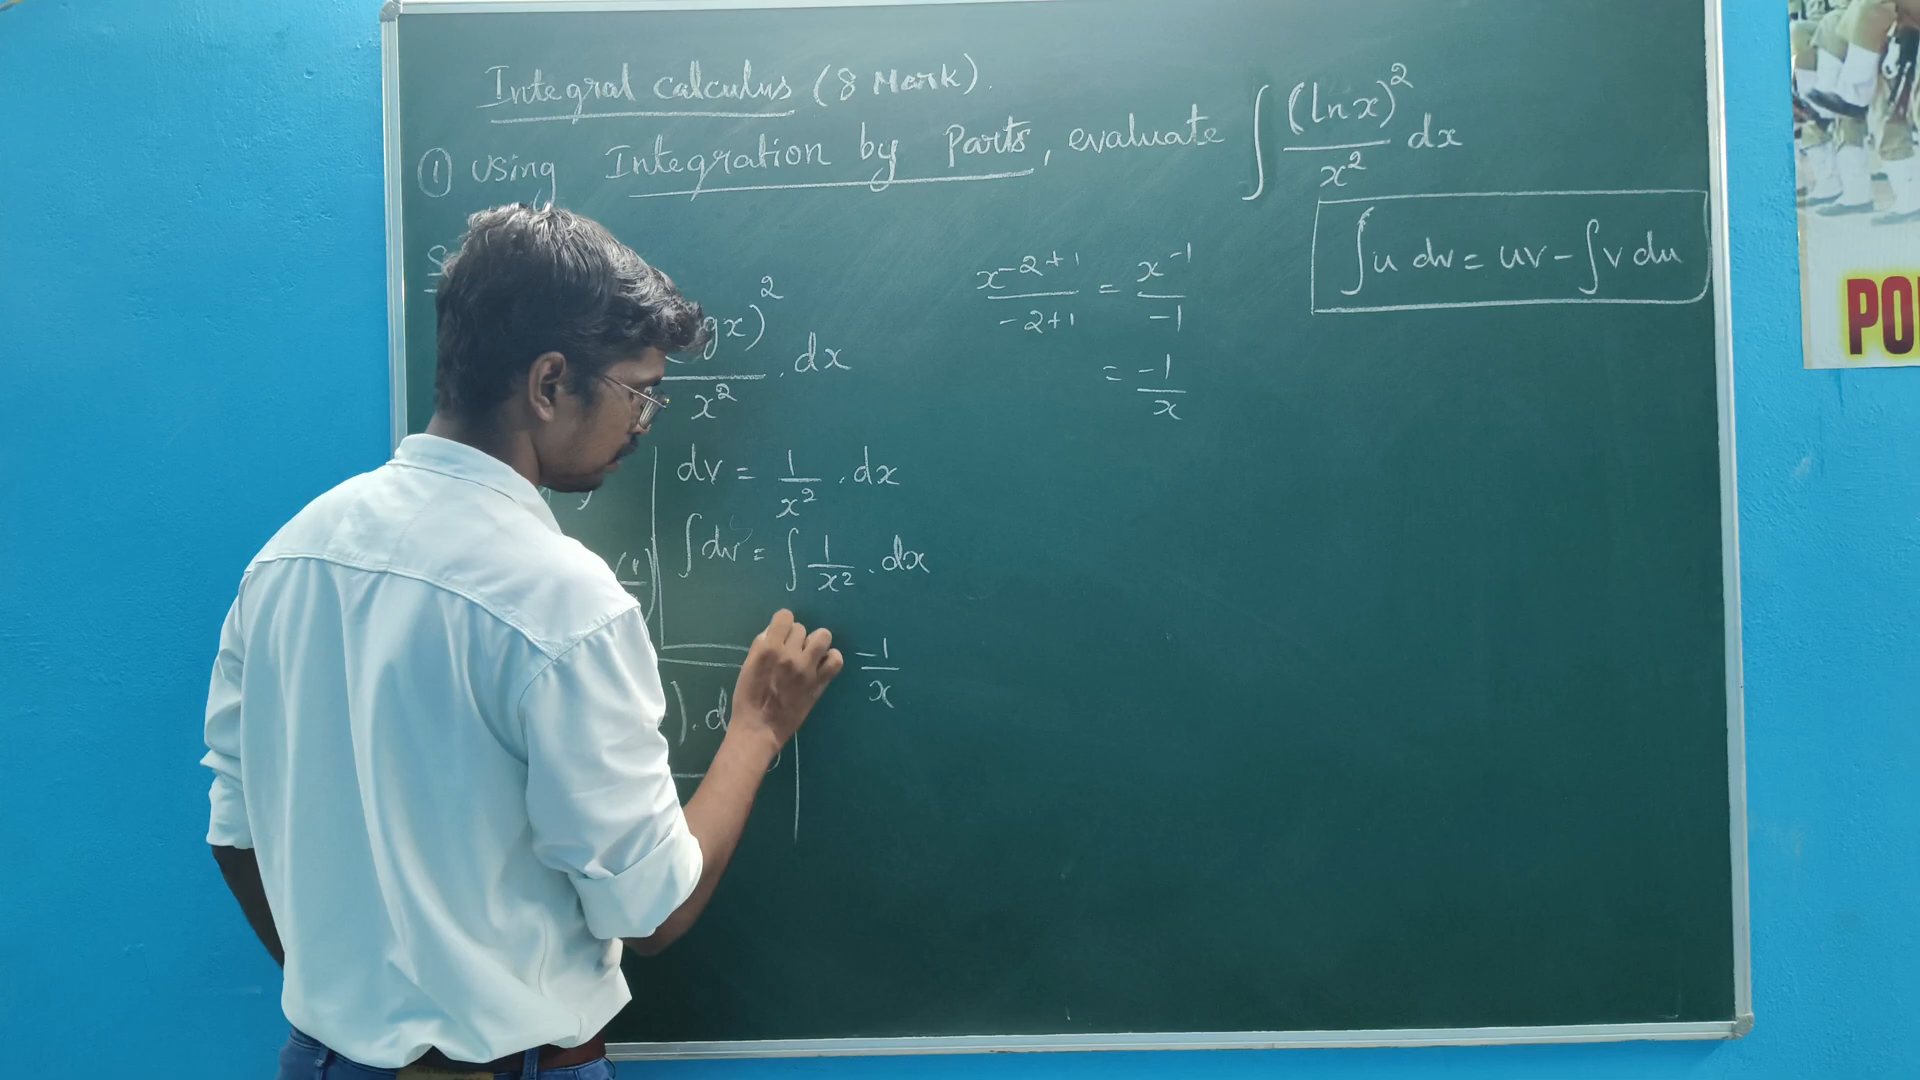 Integral calculus (8 Mark).
① Using Integration by Parts, evaluate ∫ (ln x)² / x² dx
∫ u dv = uv - ∫ v du
x⁻²⁺¹ / -2+1 = x⁻¹ / -1
= -1 / x
gx)² / x² . dx
dv = 1 / x² . dx
∫ dv = ∫ 1 / x² . dx
-1 / x
). d
PO